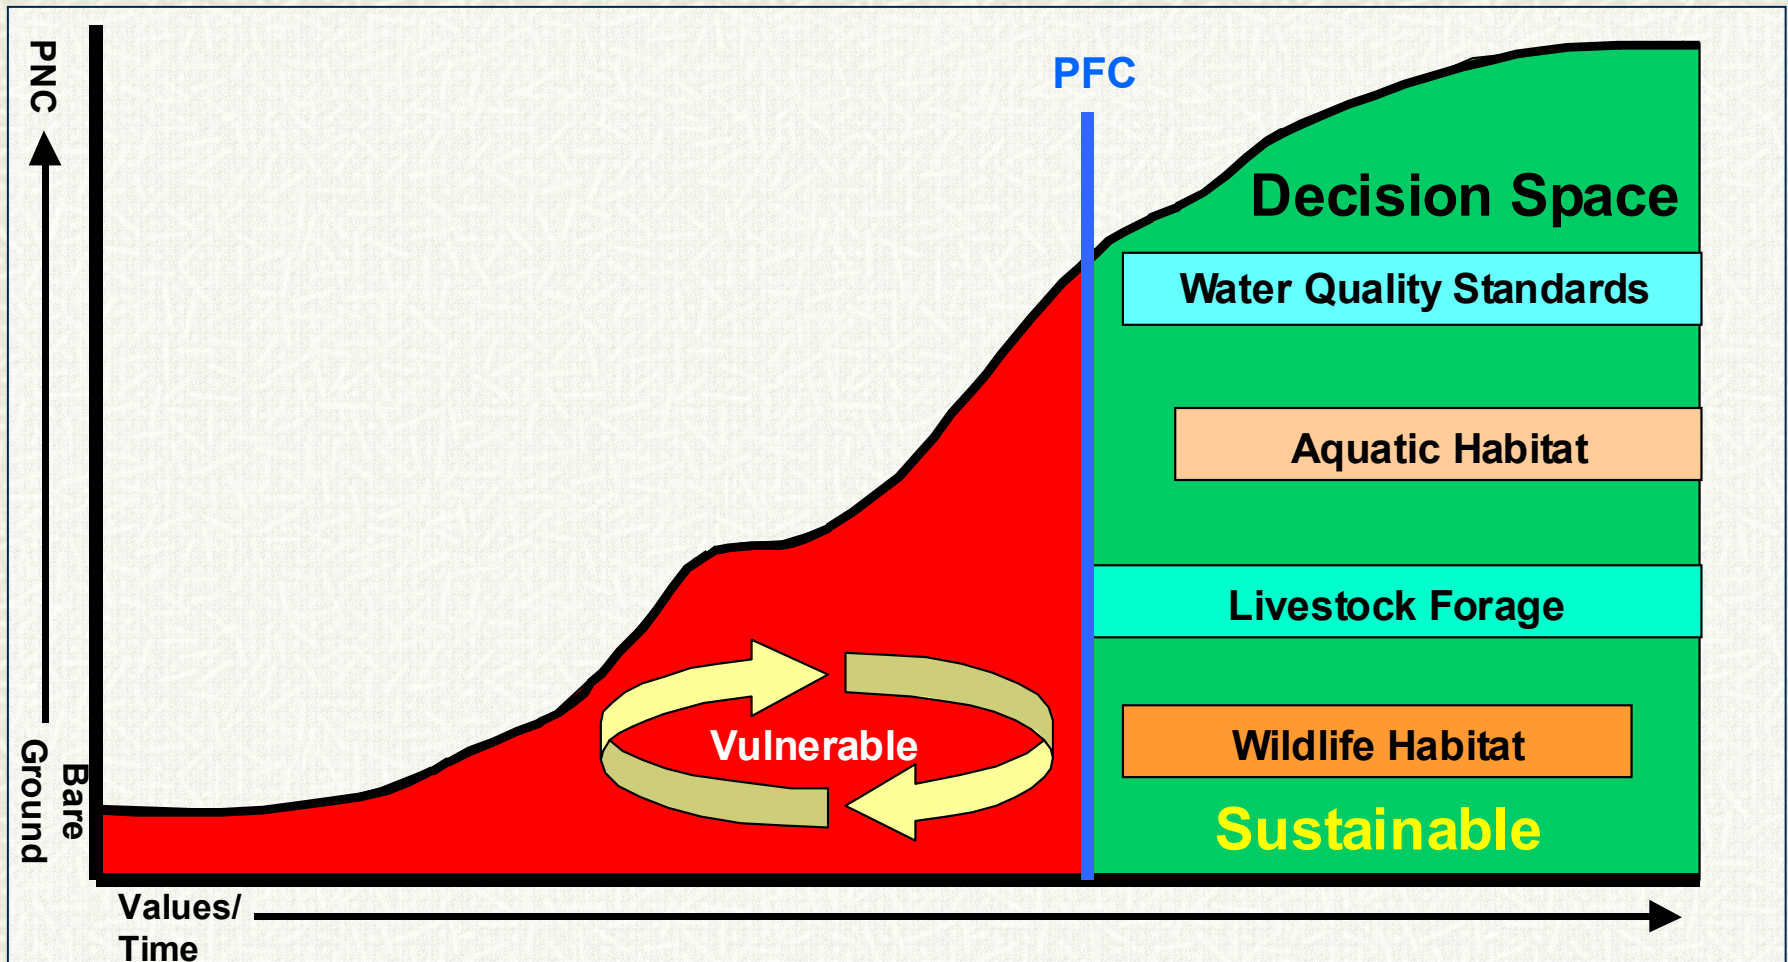 PNC
PFC
Decision Space
Water Quality Standards
Aquatic Habitat
Livestock Forage
Vulnerable
Wildlife Habitat
Sustainable
Bare
Ground
Values/
Time